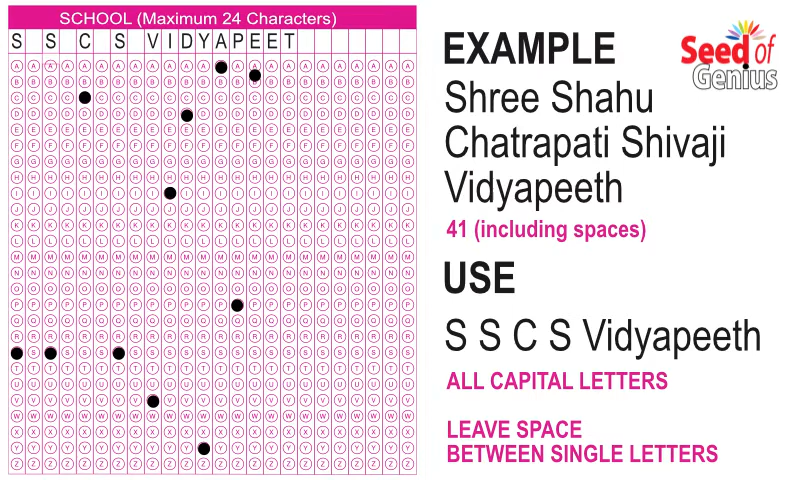 SCHOOL (Maximum 24 Characters)
S S C S VIDYAPEET
A A A A A A A A A A A A A A A A A A A A A A A
B B B B B B B B B B B B B B B B B B B B B B B
C C C C C C C C C C C C C C C C C C C C C C C
D D D D D D D D D D D D D D D D D D D D D D D
E E E E E E E E E E E E E E E E E E E E E E E E
F F F F F F F F F F F F F F F F F F F F F F F F
G G G G G G G G G G G G G G G G G G G G G G G G
H H H H H H H H H H H H H H H H H H H H H H H H
I I I I I I I I I I I I I I I I I I I I I I I
J J J J J J J J J J J J J J J J J J J J J J J J
K K K K K K K K K K K K K K K K K K K K K K K K
L L L L L L L L L L L L L L L L L L L L L L L L
M M M M M M M M M M M M M M M M M M M M M M M M
N N N N N N N N N N N N N N N N N N N N N N N N
O O O O O O O O O O O O O O O O O O O O O O O O
P P P P P P P P P P P P P P P P P P P P P P P
Q Q Q Q Q Q Q Q Q Q Q Q Q Q Q Q Q Q Q Q Q Q Q Q
R R R R R R R R R R R R R R R R R R R R R R R R
S S S S S S S S S S S S S S S S S S S S S
T T T T T T T T T T T T T T T T T T T T T T T T
U U U U U U U U U U U U U U U U U U U U U U U U
V V V V V V V V V V V V V V V V V V V V V V V
W W W W W W W W W W W W W W W W W W W W W W W W
X X X X X X X X X X X X X X X X X X X X X X X X
Y Y Y Y Y Y Y Y Y Y Y Y Y Y Y Y Y Y Y Y Y Y Y
Z Z Z Z Z Z Z Z Z Z Z Z Z Z Z Z Z Z Z Z Z Z Z Z
EXAMPLE
Seed of
Genius
Shree Shahu
Chatrapati Shivaji
Vidyapeeth
41 (including spaces)
USE
S S C S Vidyapeeth
ALL CAPITAL LETTERS
LEAVE SPACE
BETWEEN SINGLE LETTERS